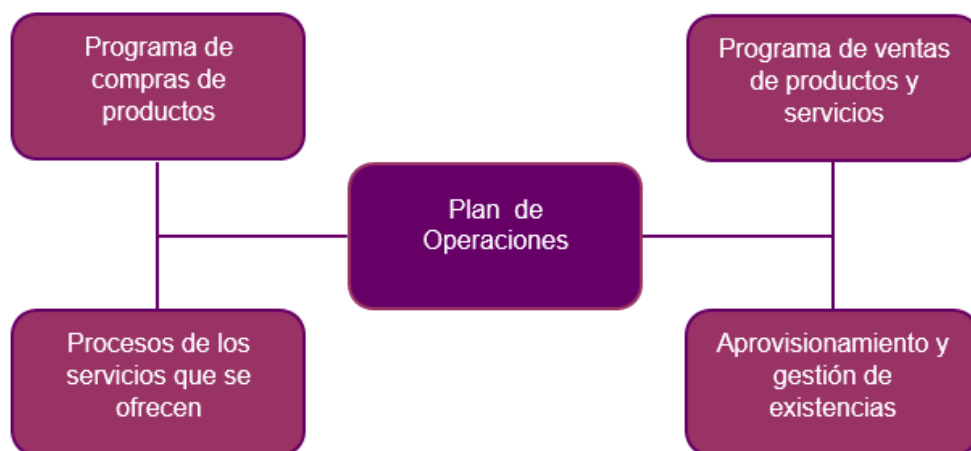 Programa de
compras de
productos
Programa de ventas
de productos y
servicios
Plan de
Operaciones
Procesos de los
servicios que se
ofrecen
Aprovisionamiento y
gestión de
existencias